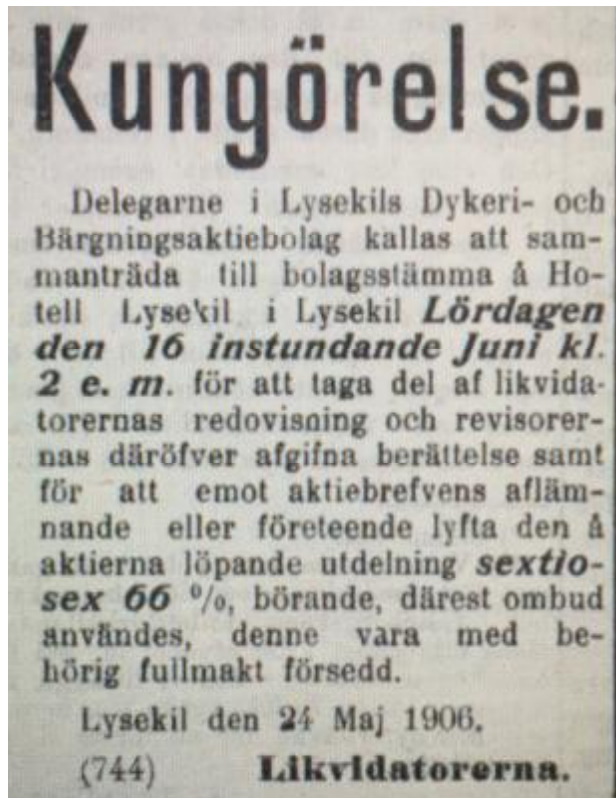 Kungörelse.
Delegarne i Lysekils Dykeri- och
Bärgningsaktiebolag kallas att sam-
manträda till bolagsstämma å Ho-
tell Lysekil i Lysekil Lördagen
den 16 instundande Juni kl.
2 e. m. för att taga del af likvida-
torernas redovisning och revisorer-
nas däröfver afgifna berättelse samt
för att emot aktiebrefvens afläm-
nande eller företeende lyfta den å
aktierna löpande utdelning sextio-
sex 66 %, börande, därest ombud
användes, denne vara med be-
hörig fullmakt försedd.
Lysekil den 24 Maj 1906.
(744) Likvidatorerna.